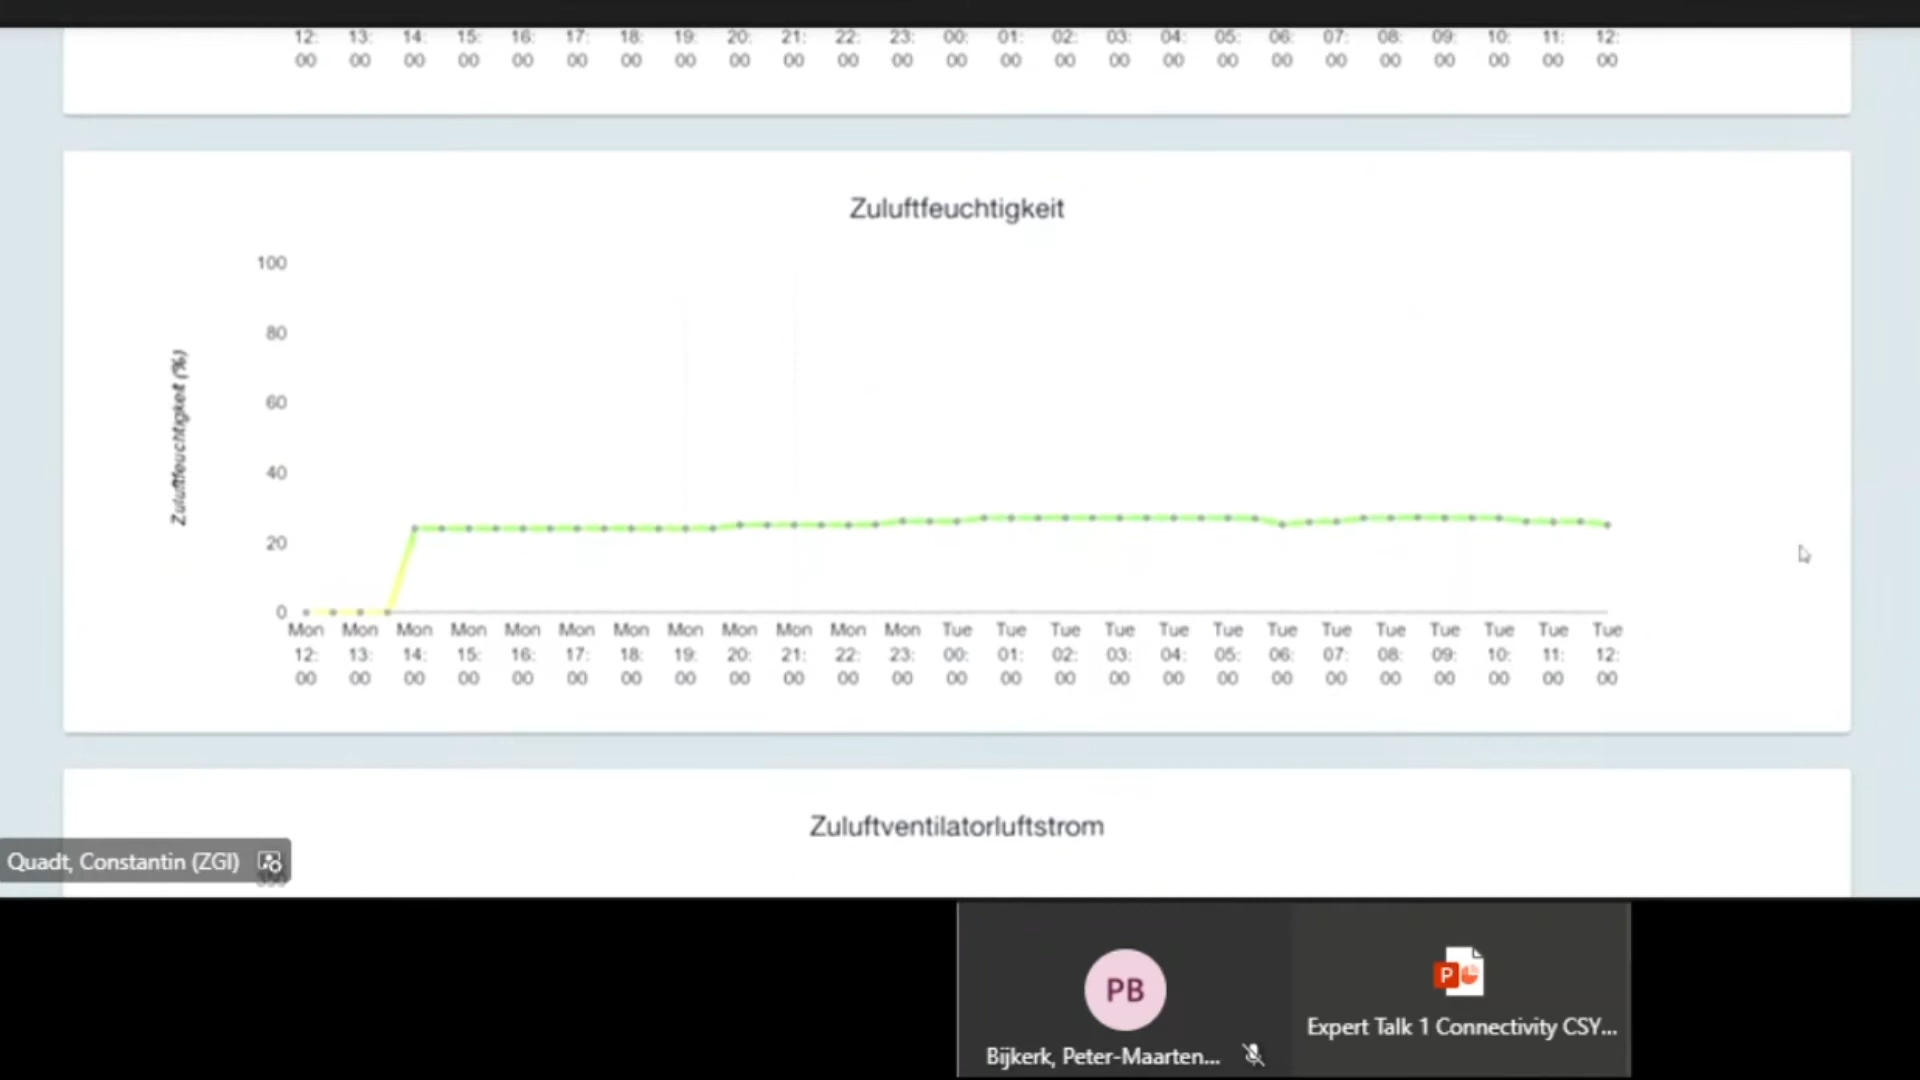 12: 13: 14: 15: 16: 17: 18: 19: 20: 21: 22: 23: 00: 01: 02: 03: 04: 05: 06: 07: 08: 09: 10: 11: 12:
00 00 00 00 00 00 00 00 00 00 00 00 00 00 00 00 00 00 00 00 00 00 00 00 00
Zuluftfeuchtigkeit
100
80
60
40
20
0
Zuluftfeuchtigkeit (%)
Mon Mon Mon Mon Mon Mon Mon Mon Mon Mon Mon Mon Tue Tue Tue Tue Tue Tue Tue Tue Tue Tue Tue Tue Tue
12: 13: 14: 15: 16: 17: 18: 19: 20: 21: 22: 23: 00: 01: 02: 03: 04: 05: 06: 07: 08: 09: 10: 11: 12:
00 00 00 00 00 00 00 00 00 00 00 00 00 00 00 00 00 00 00 00 00 00 00 00 00
Zuluftventilatorluftstrom
Quadt, Constantin (ZGI)
PB
Bijkerk, Peter-Maarten...
P
Expert Talk 1 Connectivity CSY...